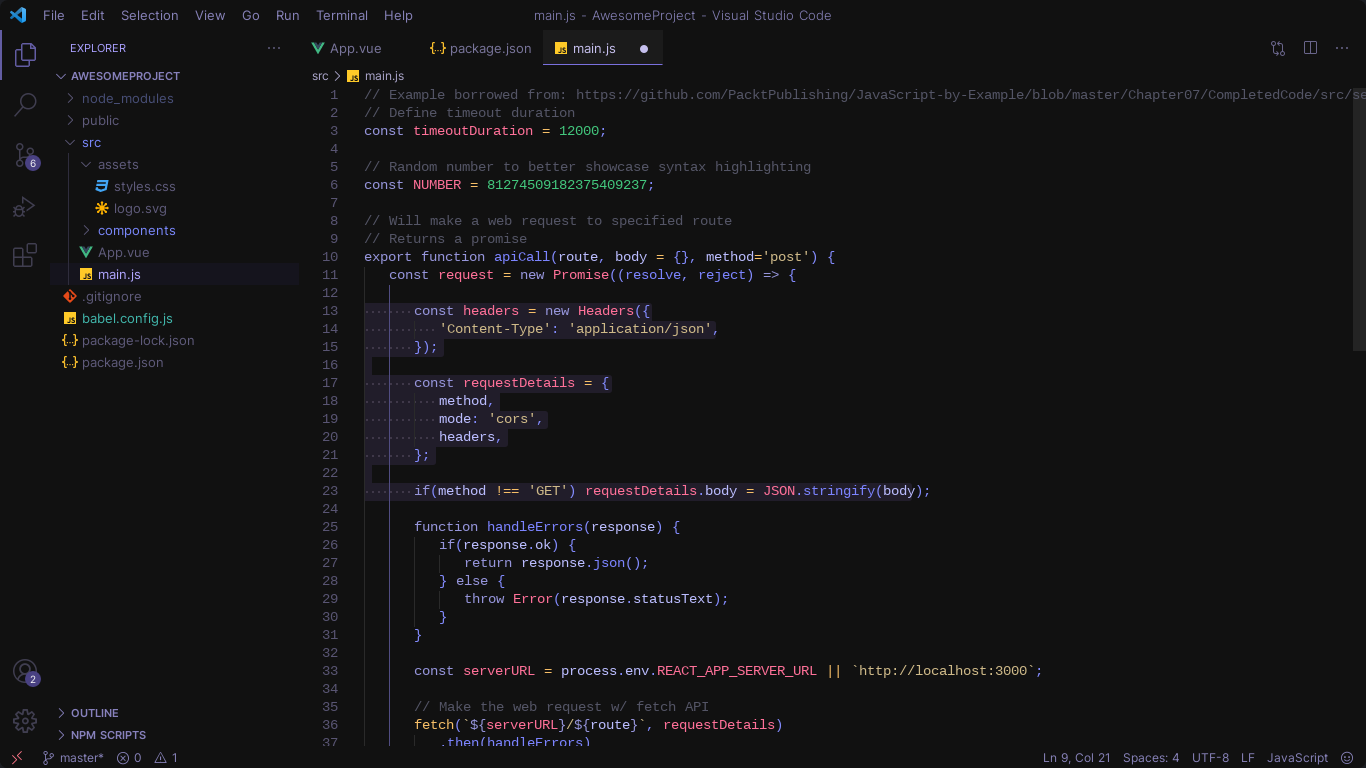 File Edit Selection View Go Run Terminal Help
main.js - AwesomeProject - Visual Studio Code
EXPLORER
AWESOMEPROJECT
node_modules
public
src
assets
styles.css
logo.svg
components
App.vue
main.js
.gitignore
babel.config.js
package-lock.json
package.json
OUTLINE
NPM SCRIPTS
6
2
App.vue package.json main.js
src main.js
1 // Example borrowed from: https://github.com/PacktPublishing/JavaScript-by-Example/blob/master/Chapter07/CompletedCode/src/se
2 // Define timeout duration
3 const timeoutDuration = 12000;
4
5 // Random number to better showcase syntax highlighting
6 const NUMBER = 81274509182375409237;
7
8 // Will make a web request to specified route
9 // Returns a promise
10 export function apiCall(route, body = {}, method='post') {
11 const request = new Promise((resolve, reject) => {
12
13 const headers = new Headers({
14 'Content-Type': 'application/json',
15 });
16
17 const requestDetails = {
18 method,
19 mode: 'cors',
20 headers,
21 };
22
23 if(method !== 'GET') requestDetails.body = JSON.stringify(body);
24
25 function handleErrors(response) {
26 if(response.ok) {
27 return response.json();
28 } else {
29 throw Error(response.statusText);
30 }
31 }
32
33 const serverURL = process.env.REACT_APP_SERVER_URL || `http://localhost:3000`;
34
35 // Make the web request w/ fetch API
36 fetch(`${serverURL}/${route}`, requestDetails)
37 .then(handleErrors)
master* 0 1
Ln 9, Col 21 Spaces: 4 UTF-8 LF JavaScript